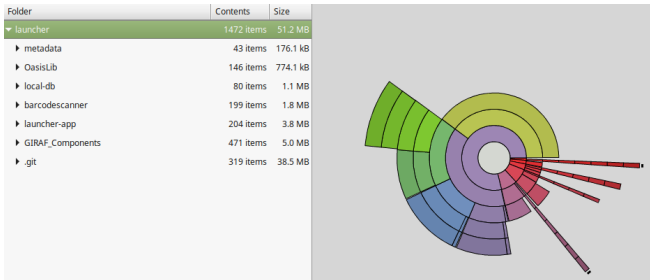 Folder Contents Size
launcher 1472 items 51.2 MB
metadata 43 items 176.1 kB
OasisLib 146 items 774.1 kB
local-db 80 items 1.1 MB
barcodescanner 199 items 1.8 MB
launcher-app 204 items 3.8 MB
GIRAF_Components 471 items 5.0 MB
.git 319 items 38.5 MB